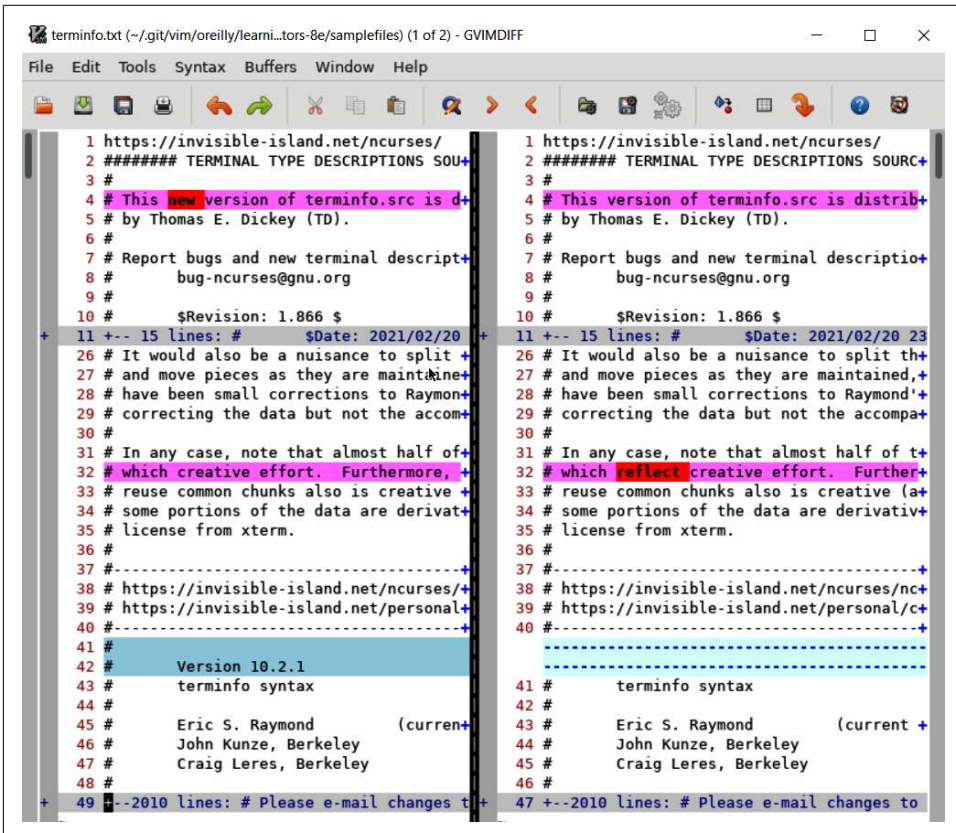 terminfo.txt (~/.git/vim/oreilly/learni...tors-8e/samplefiles) (1 of 2) - GVIMDIFF
File Edit Tools Syntax Buffers Window Help
1 https://invisible-island.net/ncurses/
2 ######## TERMINAL TYPE DESCRIPTIONS SOU+
3 #
4 # This new version of terminfo.src is d+
5 # by Thomas E. Dickey (TD).
6 #
7 # Report bugs and new terminal descript+
8 #       bug-ncurses@gnu.org
9 #
10 #       $Revision: 1.866 $
+ 11 +-- 15 lines: #       $Date: 2021/02/20
26 # It would also be a nuisance to split +
27 # and move pieces as they are maintaine+
28 # have been small corrections to Raymon+
29 # correcting the data but not the accom+
30 #
31 # In any case, note that almost half of+
32 # which creative effort.  Furthermore, +
33 # reuse common chunks also is creative +
34 # some portions of the data are derivat+
35 # license from xterm.
36 #
37 #--------------------------------------+
38 # https://invisible-island.net/ncurses/+
39 # https://invisible-island.net/personal+
40 #--------------------------------------+
41 #
42 #       Version 10.2.1
43 #       terminfo syntax
44 #
45 #       Eric S. Raymond         (curren+
46 #       John Kunze, Berkeley
47 #       Craig Leres, Berkeley
48 #
+ 49 +--2010 lines: # Please e-mail changes t
1 https://invisible-island.net/ncurses/
2 ######## TERMINAL TYPE DESCRIPTIONS SOURC+
3 #
4 # This version of terminfo.src is distrib+
5 # by Thomas E. Dickey (TD).
6 #
7 # Report bugs and new terminal descriptio+
8 #       bug-ncurses@gnu.org
9 #
10 #       $Revision: 1.866 $
+ 11 +-- 15 lines: #       $Date: 2021/02/20 23
26 # It would also be a nuisance to split th+
27 # and move pieces as they are maintained,+
28 # have been small corrections to Raymond'+
29 # correcting the data but not the accompa+
30 #
31 # In any case, note that almost half of t+
32 # which reflect creative effort.  Further+
33 # reuse common chunks also is creative (a+
34 # some portions of the data are derivativ+
35 # license from xterm.
36 #
37 #----------------------------------------+
38 # https://invisible-island.net/ncurses/nc+
39 # https://invisible-island.net/personal/c+
40 #----------------------------------------+
------------------------------------------
------------------------------------------
41 #       terminfo syntax
42 #
43 #       Eric S. Raymond         (current +
44 #       John Kunze, Berkeley
45 #       Craig Leres, Berkeley
46 #
+ 47 +--2010 lines: # Please e-mail changes to